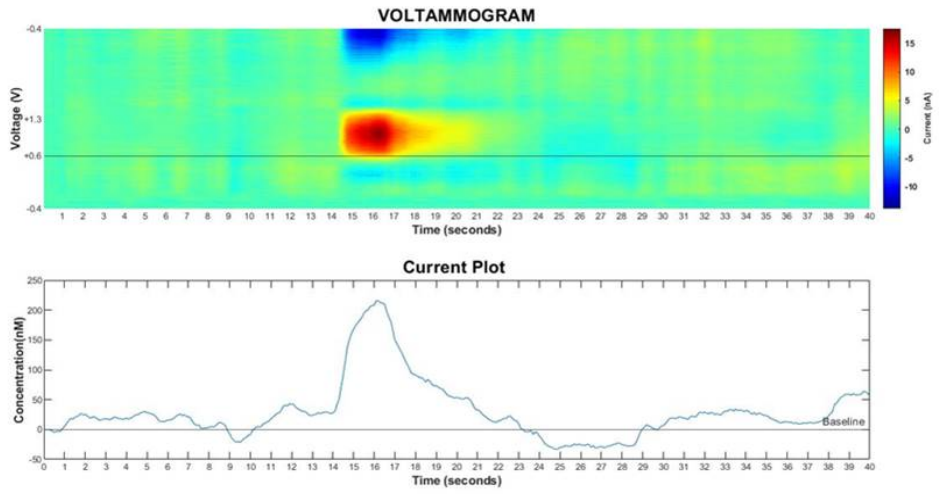 VOLTAMMOGRAM
-0.4
+1.3
+0.6
-0.4
Voltage (V)
1 2 3 4 5 6 7 8 9 10 11 12 13 14 15 16 17 18 19 20 21 22 23 24 25 26 27 28 29 30 31 32 33 34 35 36 37 38 39 40
Time (seconds)
15
10
5
0
-5
-10
Current (nA)
Current Plot
250
200
150
100
50
0
-50
Concentration(nM)
Baseline
0 1 2 3 4 5 6 7 8 9 10 11 12 13 14 15 16 17 18 19 20 21 22 23 24 25 26 27 28 29 30 31 32 33 34 35 36 37 38 39 40
Time (seconds)